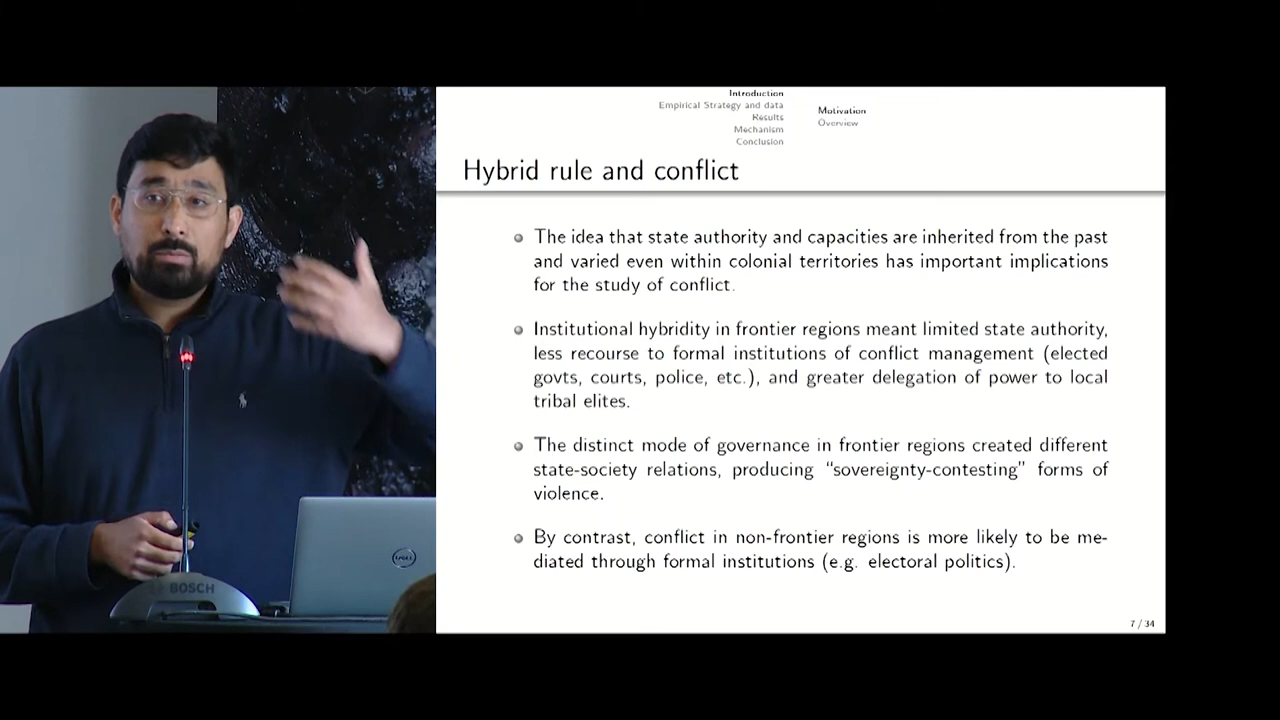 Introduction
Empirical Strategy and data
Results
Mechanism
Conclusion
Motivation
Overview
Hybrid rule and conflict
The idea that state authority and capacities are inherited from the past
and varied even within colonial territories has important implications
for the study of conflict.
Institutional hybridity in frontier regions meant limited state authority,
less recourse to formal institutions of conflict management (elected
govts, courts, police, etc.), and greater delegation of power to local
tribal elites.
The distinct mode of governance in frontier regions created different
state-society relations, producing “sovereignty-contesting” forms of
violence.
By contrast, conflict in non-frontier regions is more likely to be me-
diated through formal institutions (e.g. electoral politics).
7 / 34
DELL
BOSCH